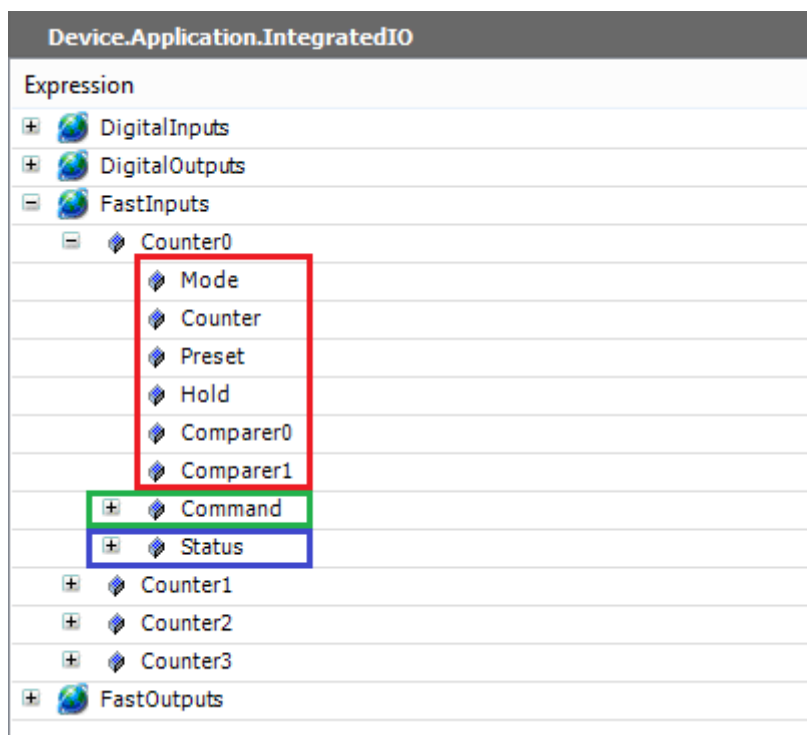 Device.Application.IntegratedIO
Expression
DigitalInputs
DigitalOutputs
FastInputs
Counter0
Mode
Counter
Preset
Hold
Comparer0
Comparer1
Command
Status
Counter1
Counter2
Counter3
FastOutputs